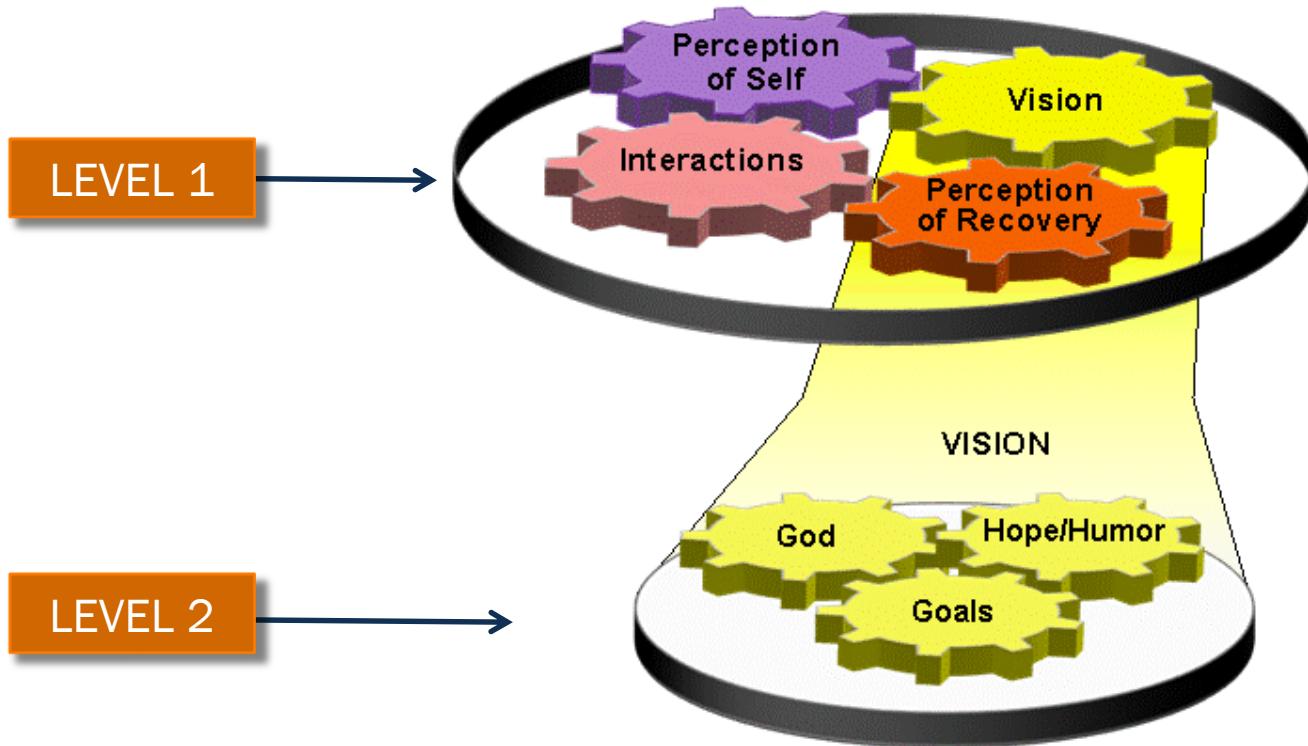 Perception
of Self
Vision
LEVEL 1
Interactions
Perception
of Recovery
VISION
God
Hope/Humor
LEVEL 2
Goals